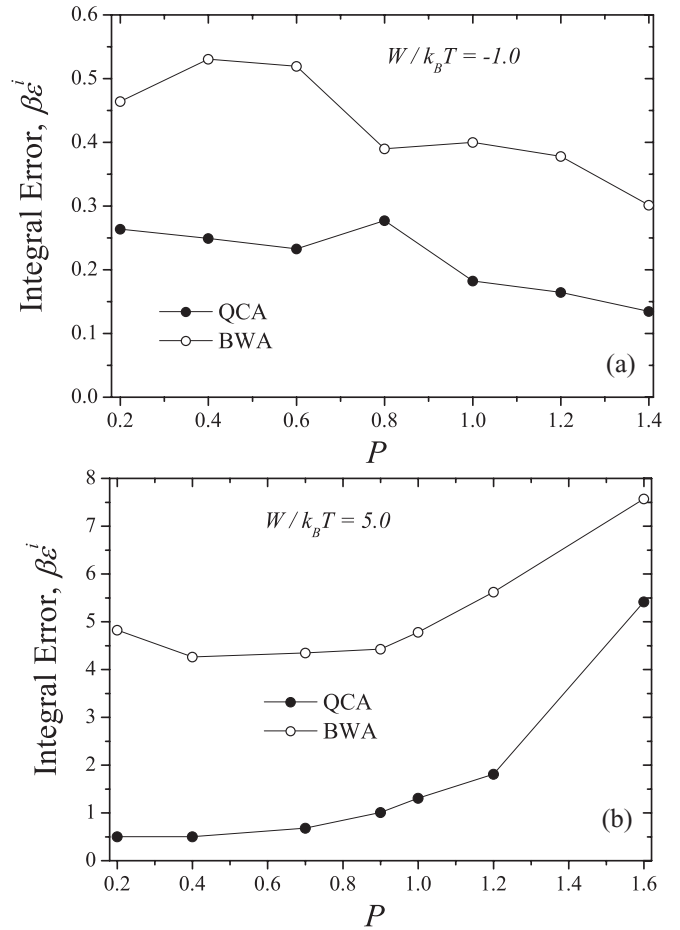 0.6
W / k_B T = -1.0
0.5
0.4
0.3
0.2
0.1
0.0
Integral Error, βε^i
QCA
BWA
(a)
0.2 0.4 0.6 0.8 1.0 1.2 1.4
P
8
W / k_B T = 5.0
7
6
5
4
3
2
1
0
Integral Error, βε^i
QCA
BWA
(b)
0.2 0.4 0.6 0.8 1.0 1.2 1.4 1.6
P